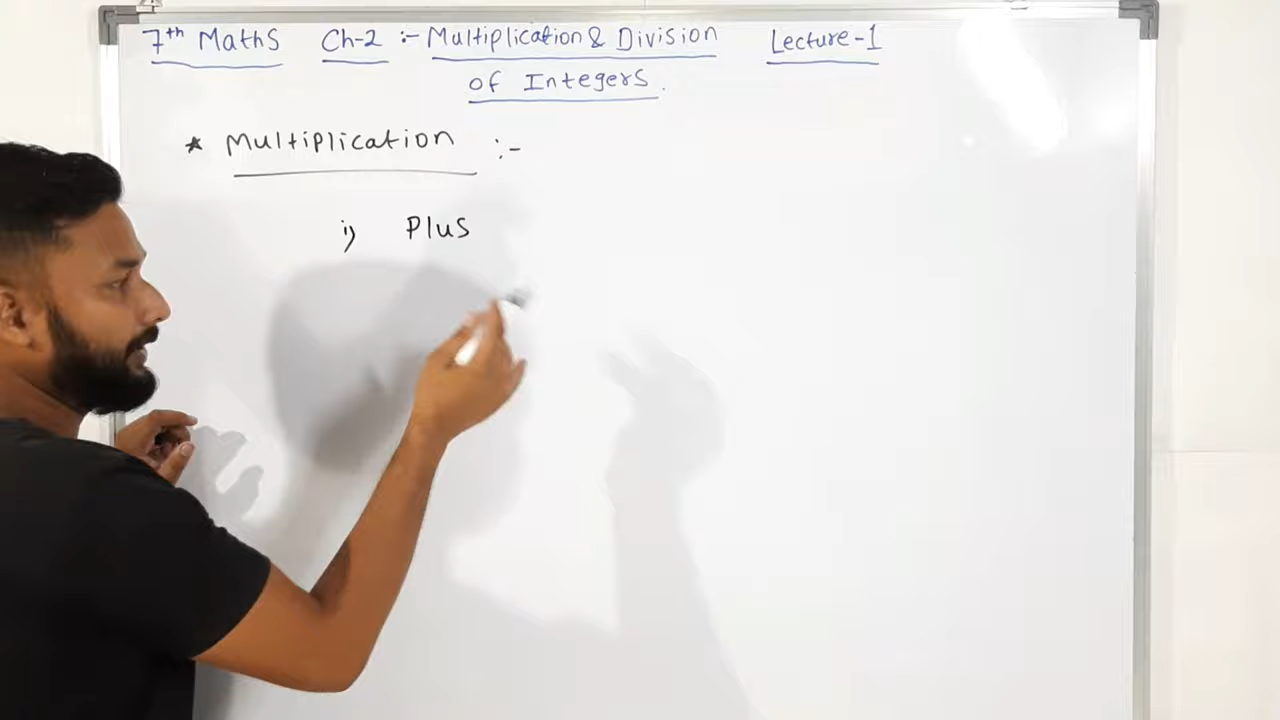 7th Maths Ch-2 :- Multiplication & Division Lecture-1
of Integers.
* Multiplication :-
i) Plus